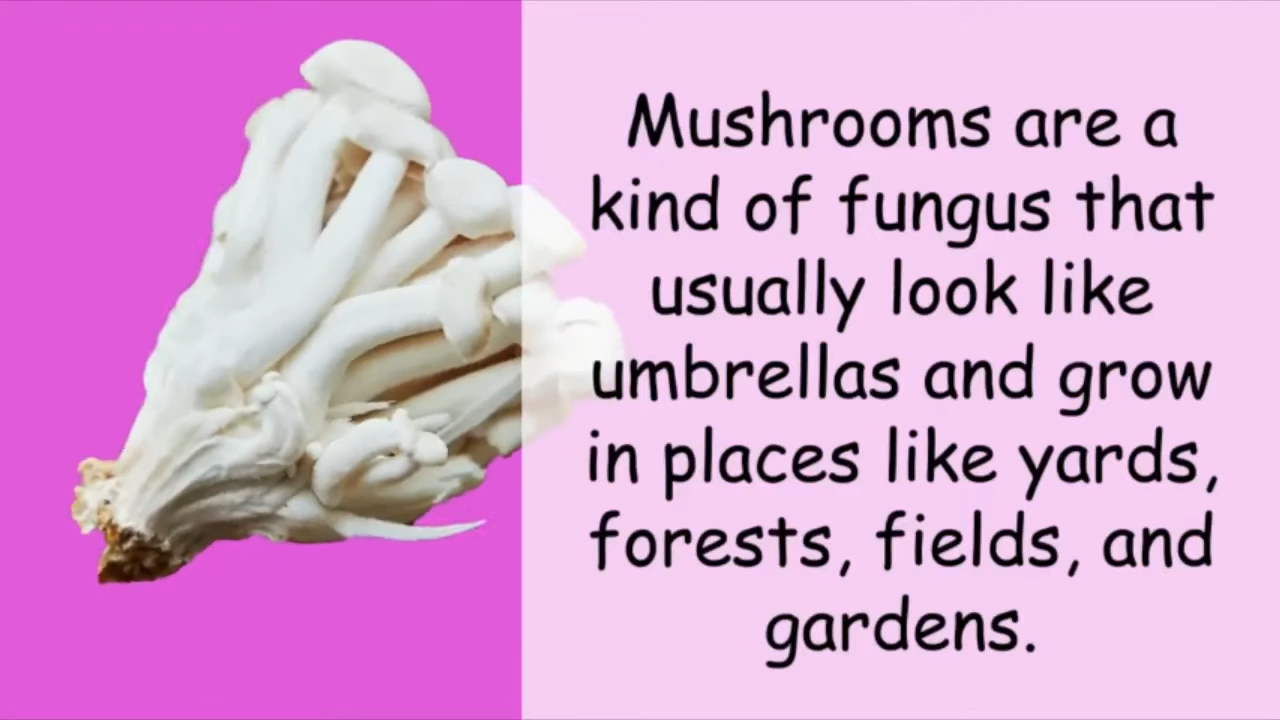 Mushrooms are a
kind of fungus that
usually look like
umbrellas and grow
in places like yards,
forests, fields, and
gardens.